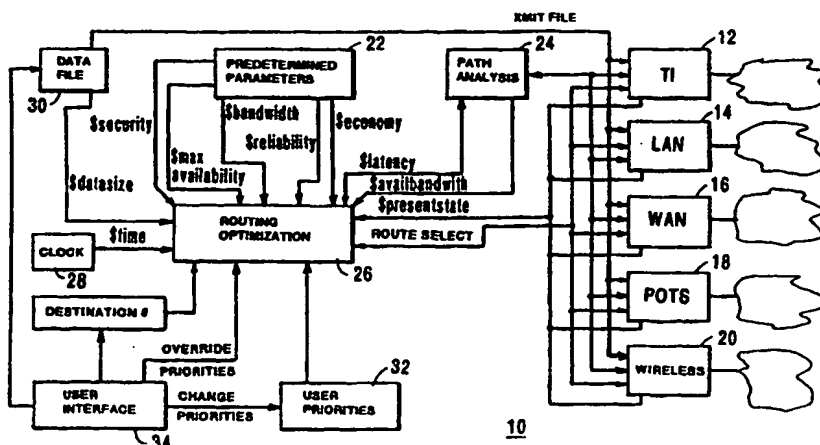 XMIT FILE
DATA
FILE
30
PREDETERMINED
PARAMETERS
22
PATH
ANALYSIS
24
12
TI
14
LAN
16
WAN
18
POTS
20
WIRELESS
$security
$max
availability
$bandwidth
$reliability
$economy
$latency
$availbandwith
$presentstate
$datasize
ROUTING
OPTIMIZATION
26
ROUTE SELECT
CLOCK
28
$time
DESTINATION #
OVERRIDE
PRIORITIES
USER
INTERFACE
34
CHANGE
PRIORITIES
USER
PRIORITIES
32
10